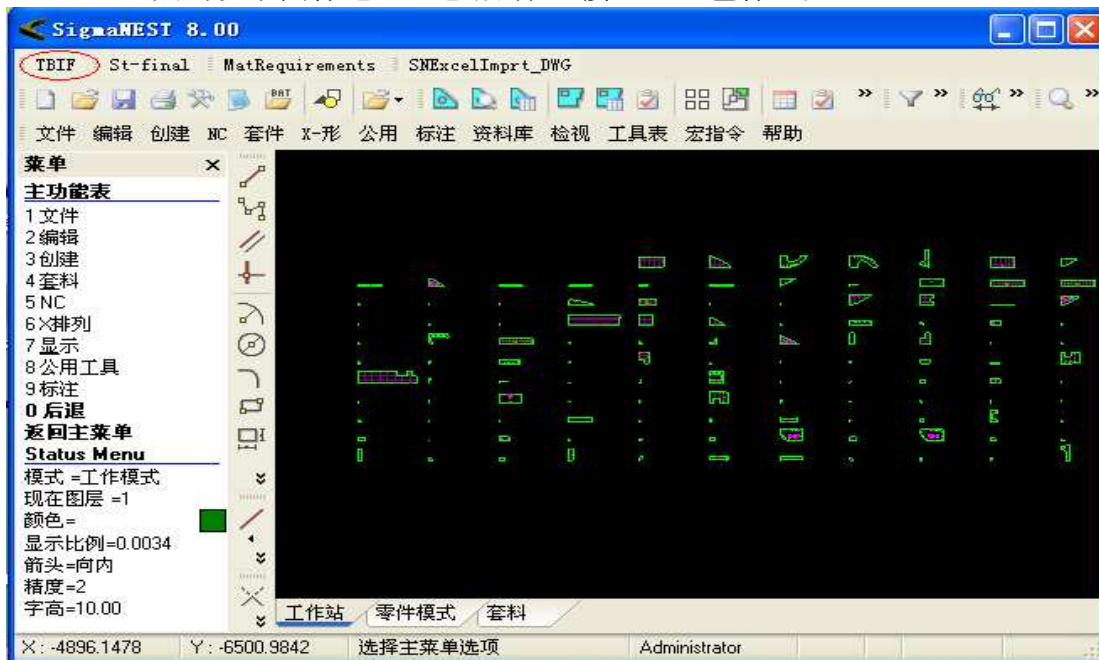 SigmaNEST 8.00
TBIF St-final MatRequirements SNExcelImprt_DWG
BAT
文件 编辑 创建 NC 套件 X-形 公用 标注 资料库 检视 工具表 宏指令 帮助
菜单
主功能表
1 文件
2 编辑
3 创建
4 套料
5 NC
6 X排列
7 显示
8 公用工具
9 标注
0 后退
返回主菜单
Status Menu
模式 =工作模式
现在图层 =1
颜色=
显示比例=0.0034
箭头=向内
精度=2
字高=10.00
工作站 零件模式 套料
X: -4896.1478 Y: -6500.9842 选择主菜单选项 Administrator